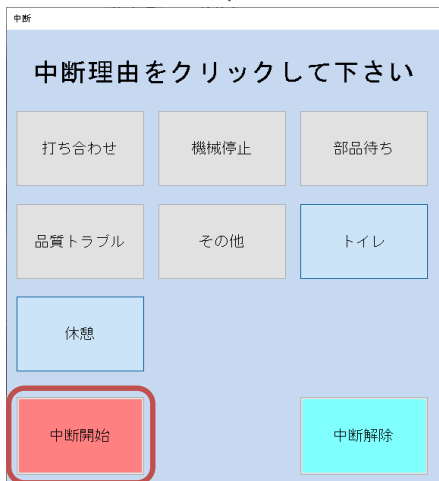 中断
中断理由をクリックして下さい
打ち合わせ
機械停止
部品待ち
品質トラブル
その他
トイレ
休憩
中断開始
中断解除